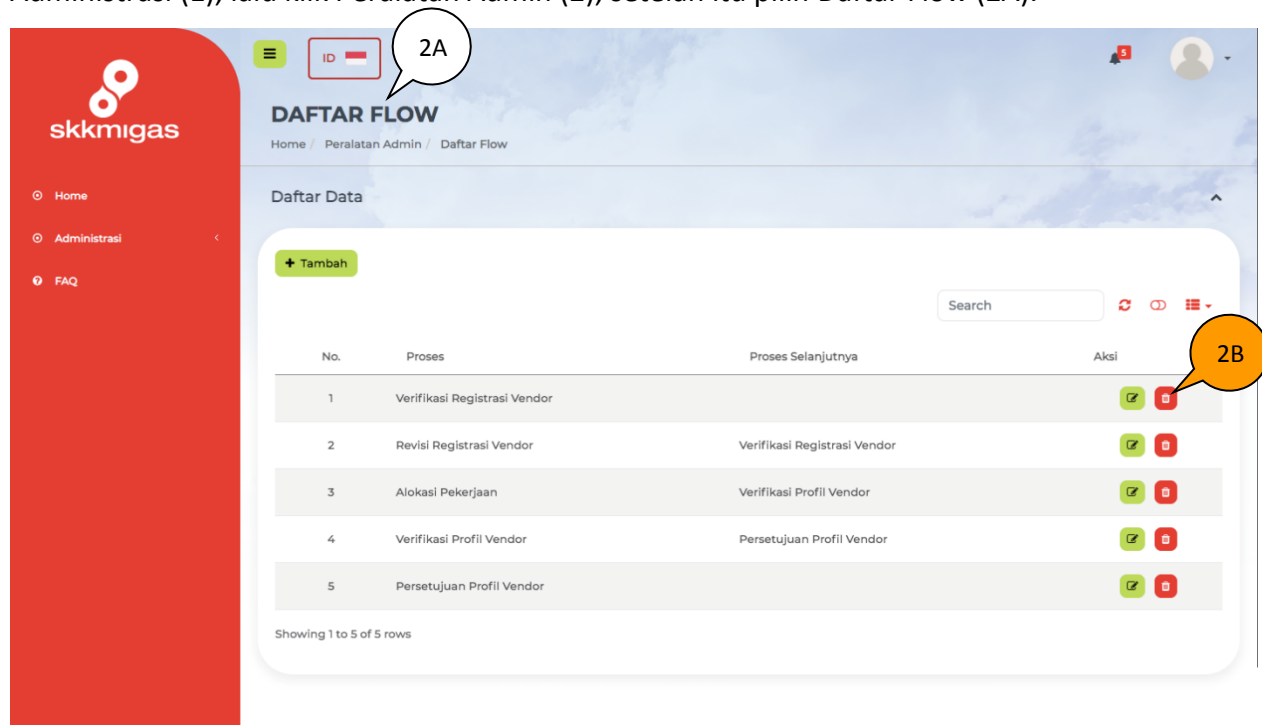 Administrasi (1), lalu klik Peralatan Admin (2), setelah itu pilih Daftar Flow (2A).
2A
ID
5
skkmigas
DAFTAR FLOW
Home / Peralatan Admin / Daftar Flow
Home
Administrasi
FAQ
Daftar Data
+ Tambah
Search
2B
No. Proses Proses Selanjutnya Aksi
1 Verifikasi Registrasi Vendor
2 Revisi Registrasi Vendor Verifikasi Registrasi Vendor
3 Alokasi Pekerjaan Verifikasi Profil Vendor
4 Verifikasi Profil Vendor Persetujuan Profil Vendor
5 Persetujuan Profil Vendor
Showing 1 to 5 of 5 rows